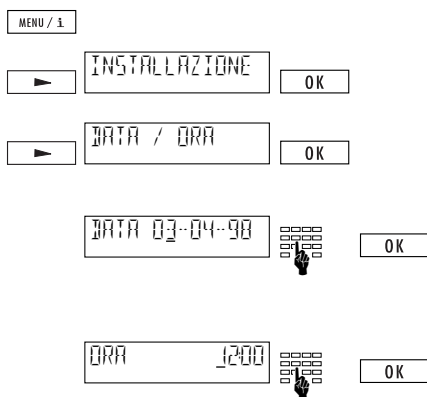 MENU / i
INSTALLAZIONE
OK
DATA / ORA
OK
DATA 03-04-98
OK
ORA 12:00
OK